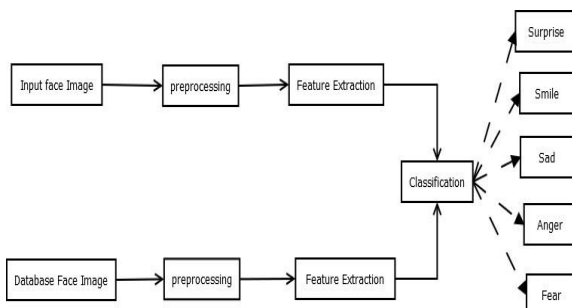 Surprise
Input face Image
preprocessing
Feature Extraction
Smile
Sad
Classification
Anger
Database Face Image
preprocessing
Feature Extraction
Fear